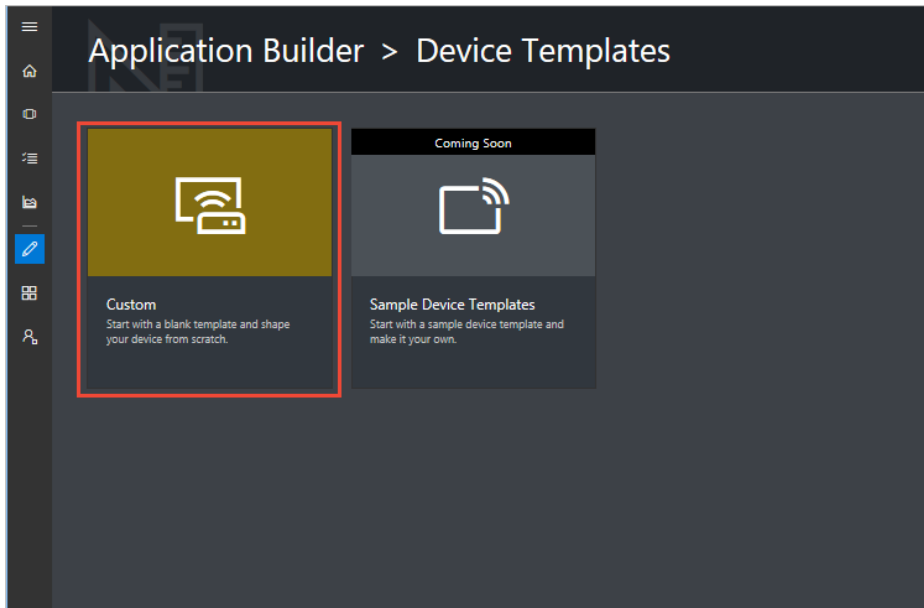 Application Builder > Device Templates
Coming Soon
Custom
Start with a blank template and shape
your device from scratch.
Sample Device Templates
Start with a sample device template and
make it your own.